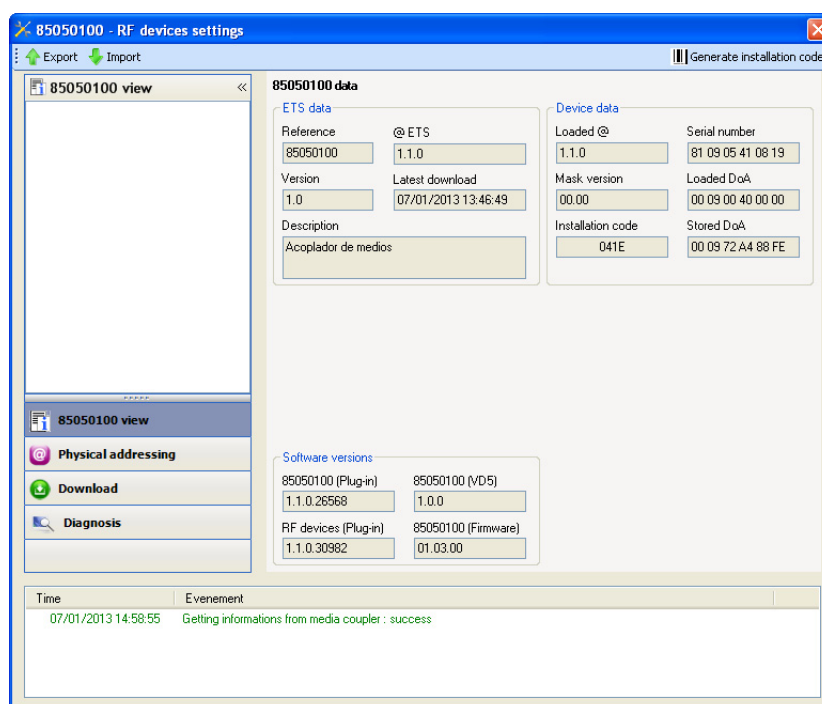 85050100 - RF devices settings
Export Import Generate installation code
85050100 view «
85050100 data
ETS data
Reference @ ETS
85050100 1.1.0
Version Latest download
1.0 07/01/2013 13:46:49
Description
Acoplador de medios
Device data
Loaded @ Serial number
1.1.0 81 09 05 41 08 19
Mask version Loaded DoA
00.00 00 09 00 40 00 00
Installation code Stored DoA
041E 00 09 72 A4 88 FE
85050100 view
Physical addressing
Download
Diagnosis
Software versions
85050100 (Plug-in) 85050100 (VD5)
1.1.0.26568 1.0.0
RF devices (Plug-in) 85050100 (Firmware)
1.1.0.30982 01.03.00
Time Evenement
07/01/2013 14:58:55 Getting informations from media coupler : success